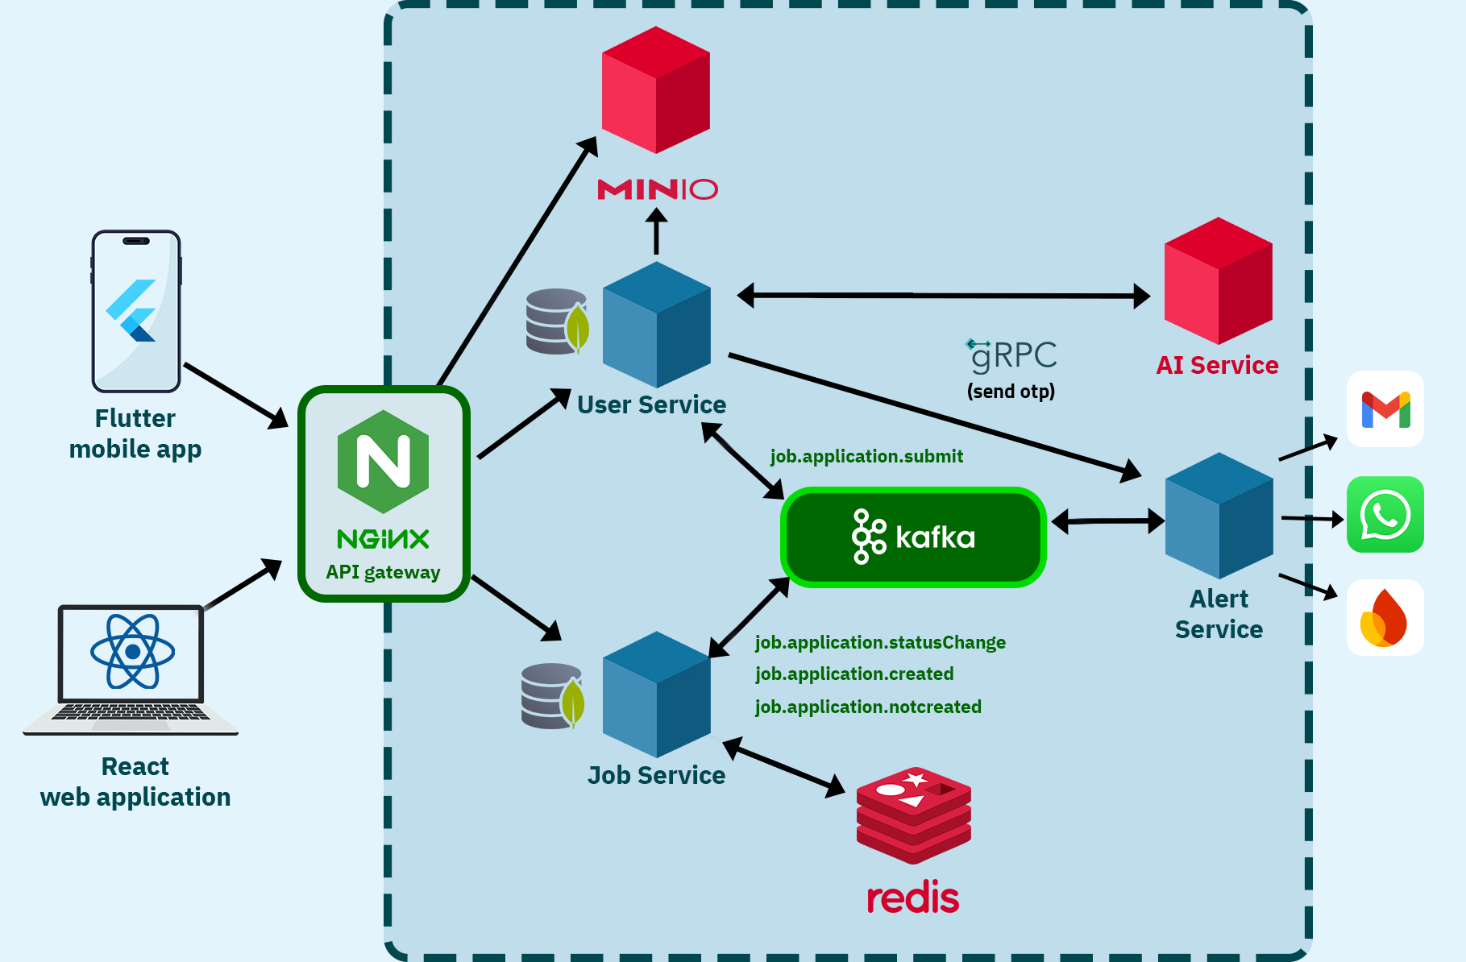 MINIO
Flutter
mobile app
User Service
gRPC
(send otp)
AI Service
job.application.submit
NGINX
API gateway
kafka
Alert
Service
job.application.statusChange
job.application.created
job.application.notcreated
React
web application
Job Service
redis